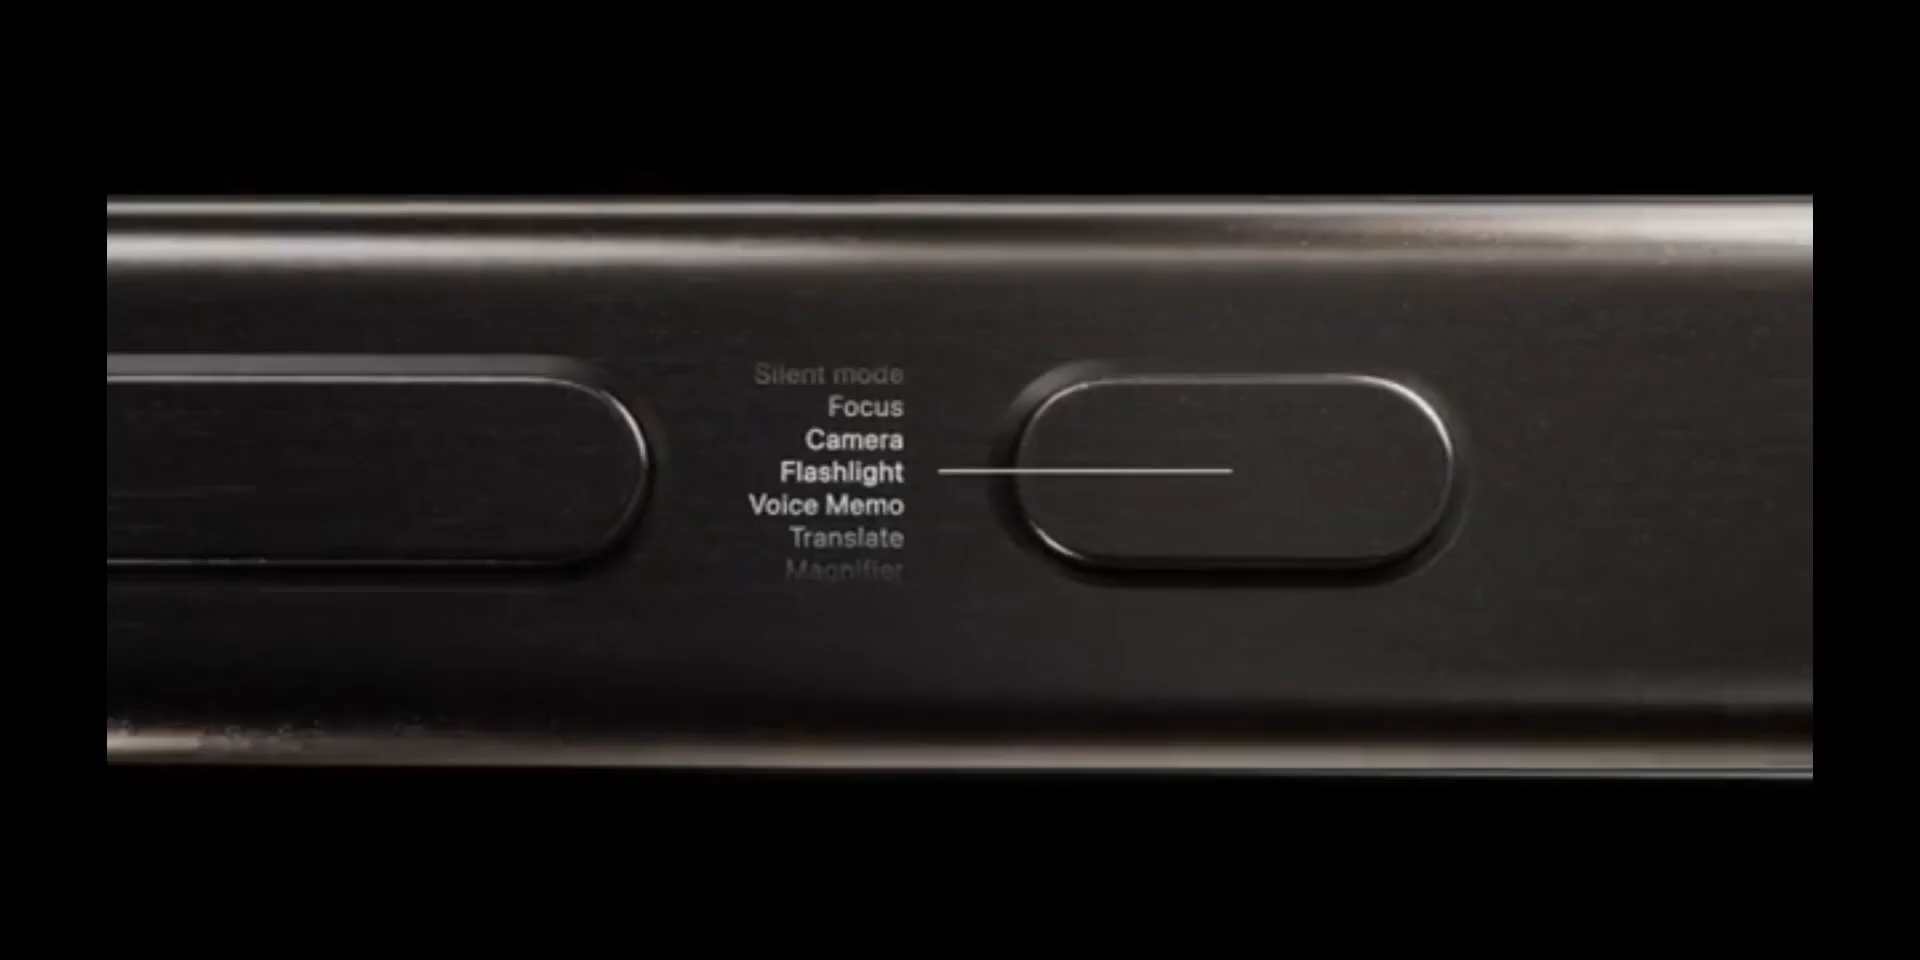 Silent mode
Focus
Camera
Flashlight
Voice Memo
Translate
Magnifier